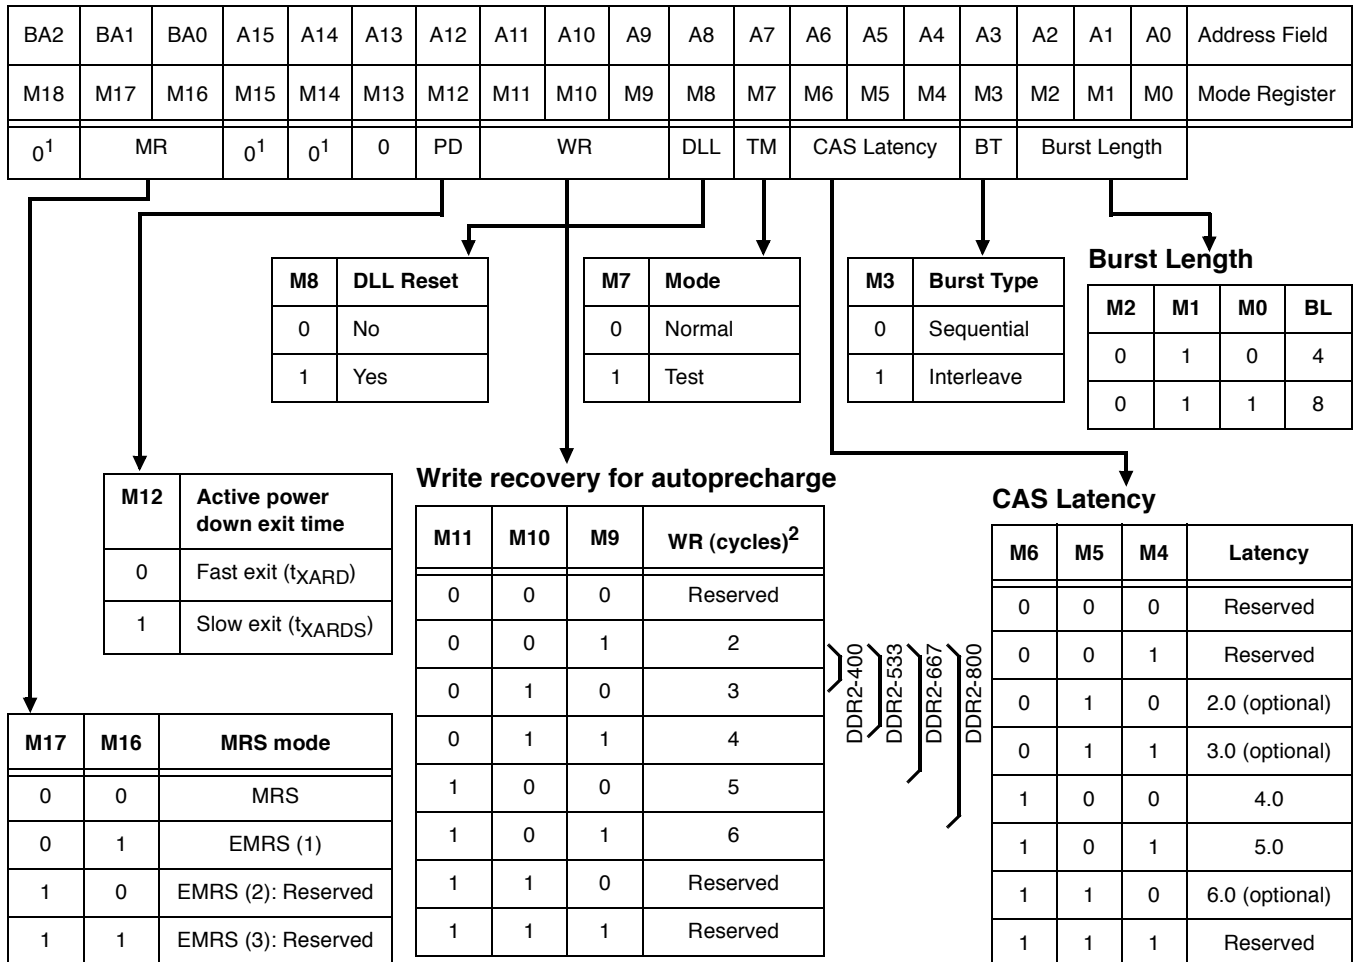 BA2 BA1 BA0 A15 A14 A13 A12 A11 A10 A9 A8 A7 A6 A5 A4 A3 A2 A1 A0 Address Field
M18 M17 M16 M15 M14 M13 M12 M11 M10 M9 M8 M7 M6 M5 M4 M3 M2 M1 M0 Mode Register
0¹ MR 0¹ 0¹ 0 PD WR DLL TM CAS Latency BT Burst Length
M8 DLL Reset
0 No
1 Yes
M7 Mode
0 Normal
1 Test
M3 Burst Type
0 Sequential
1 Interleave
Burst Length
M2 M1 M0 BL
0 1 0 4
0 1 1 8
M12 Active power
down exit time
0 Fast exit (tXARD)
1 Slow exit (tXARDS)
Write recovery for autoprecharge
M11 M10 M9 WR (cycles)²
0 0 0 Reserved
0 0 1 2
0 1 0 3
0 1 1 4
1 0 0 5
1 0 1 6
1 1 0 Reserved
1 1 1 Reserved
DDR2-400
DDR2-533
DDR2-667
DDR2-800
CAS Latency
M6 M5 M4 Latency
0 0 0 Reserved
0 0 1 Reserved
0 1 0 2.0 (optional)
0 1 1 3.0 (optional)
1 0 0 4.0
1 0 1 5.0
1 1 0 6.0 (optional)
1 1 1 Reserved
M17 M16 MRS mode
0 0 MRS
0 1 EMRS (1)
1 0 EMRS (2): Reserved
1 1 EMRS (3): Reserved